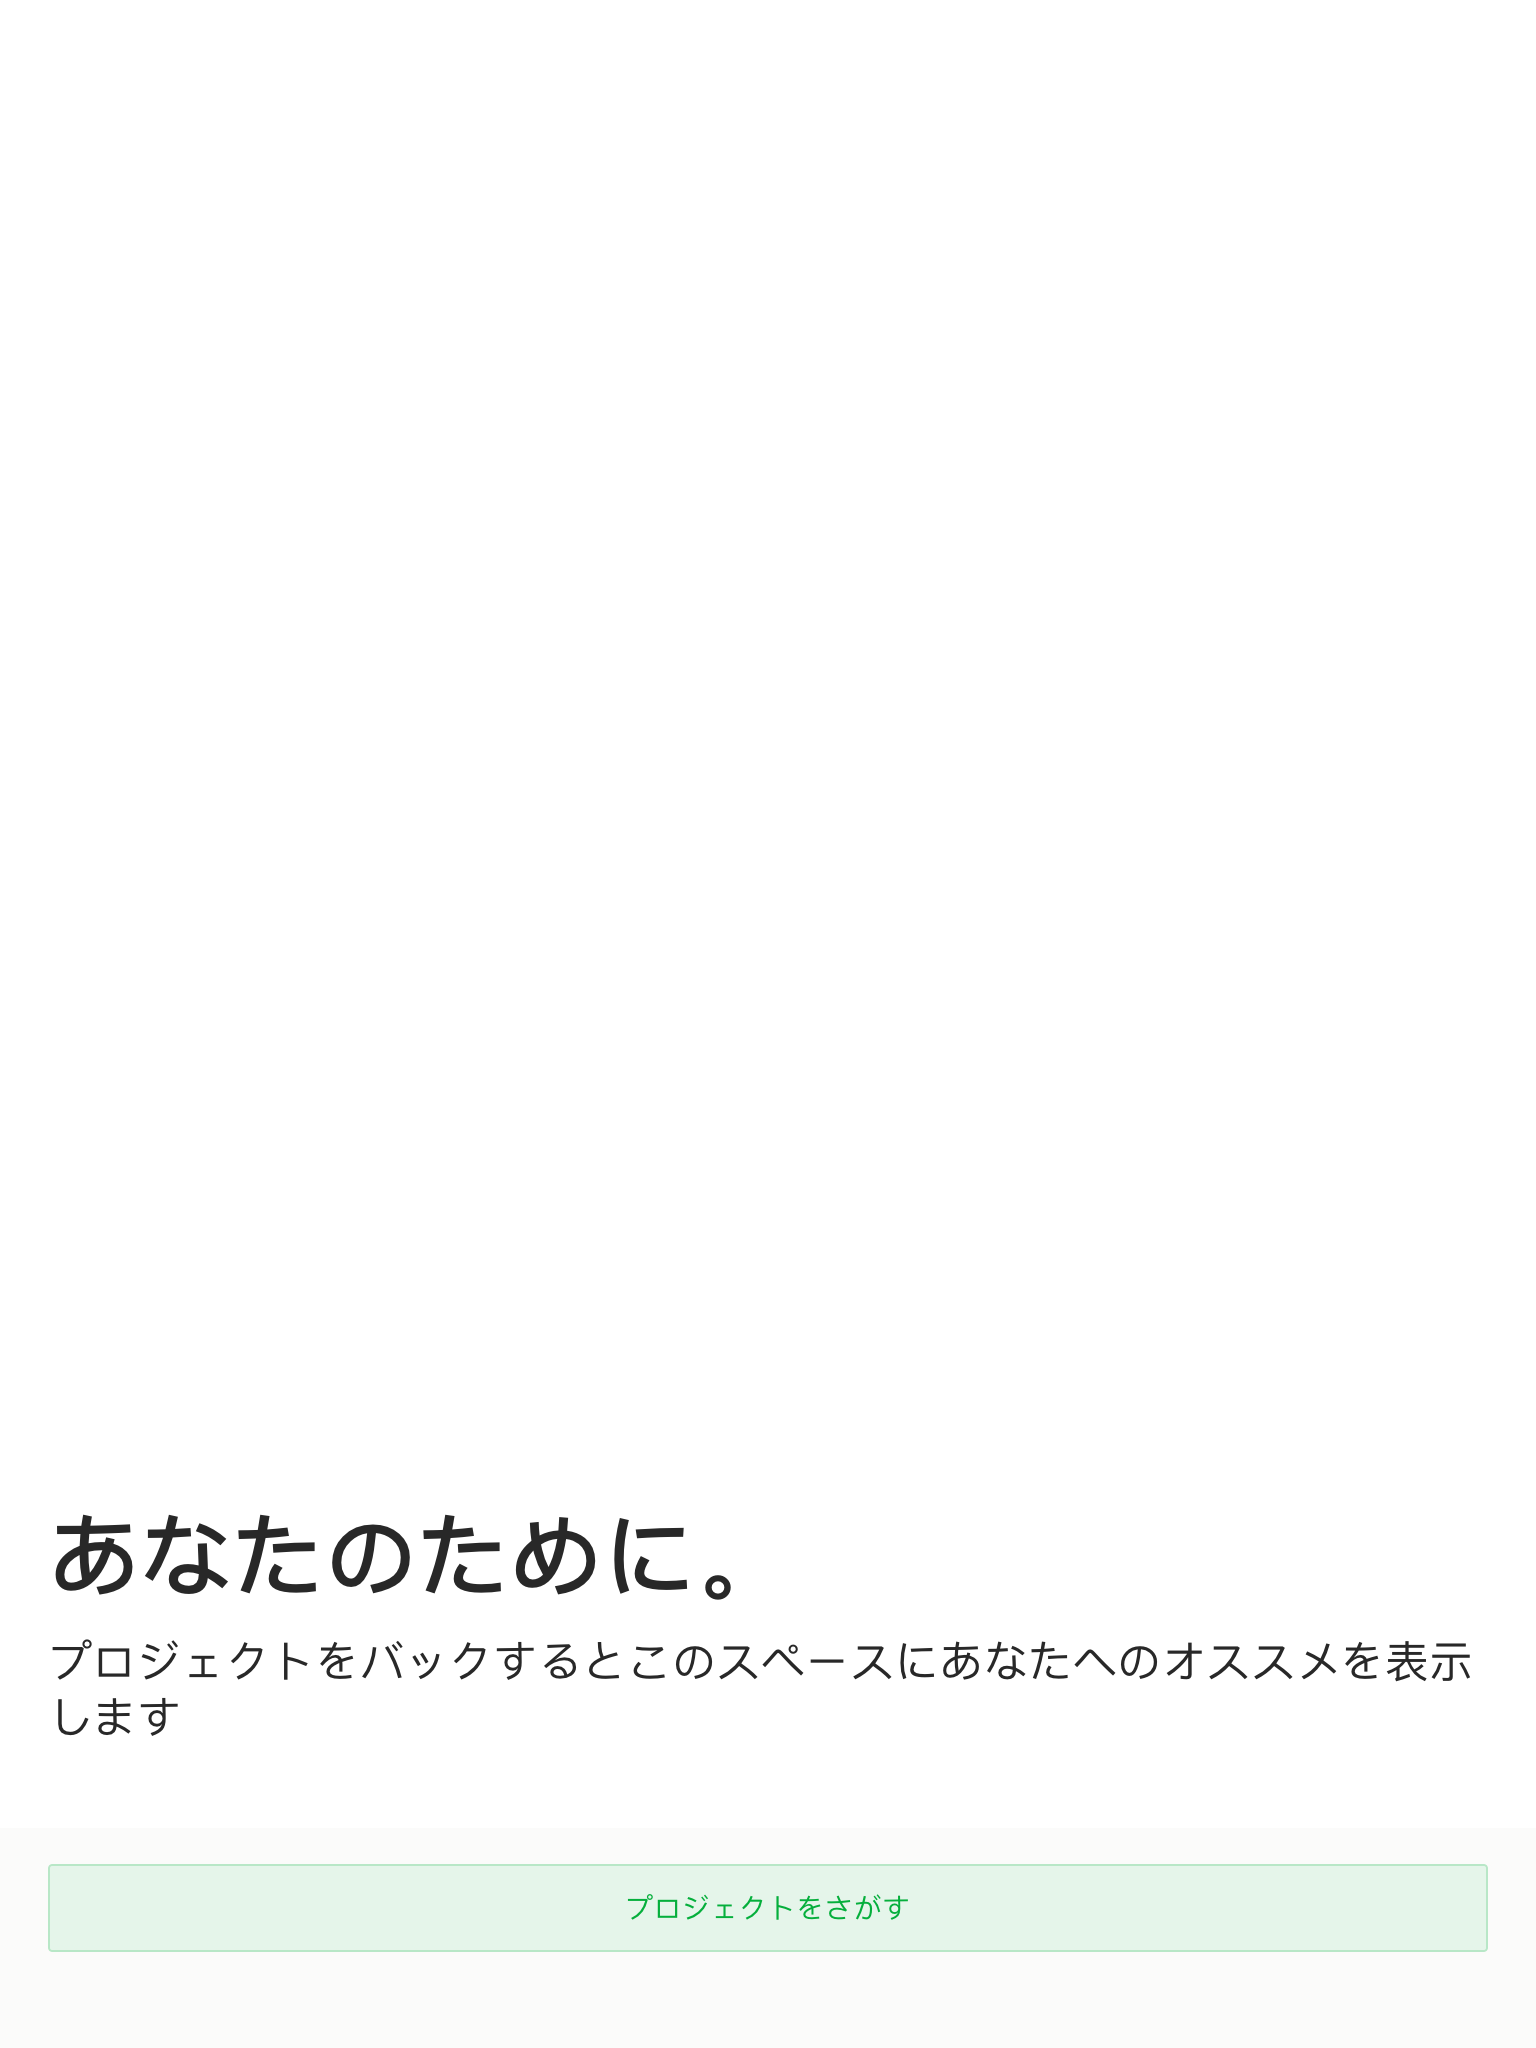 あなたのために。
プロジェクトをバックするとこのスペースにあなたへのオススメを表示
します
プロジェクトをさがす